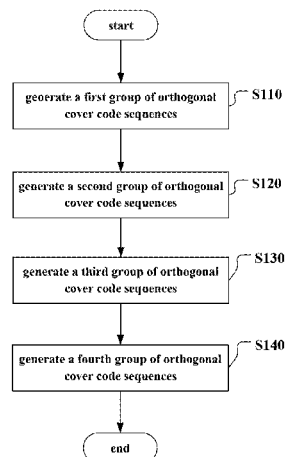 start
generate a first group of orthogonal
cover code sequences
S110
generate a second group of orthogonal
cover code sequences
S120
generate a third group of orthogonal
cover code sequences
S130
generate a fourth group of orthogonal
cover code sequences
S140
end